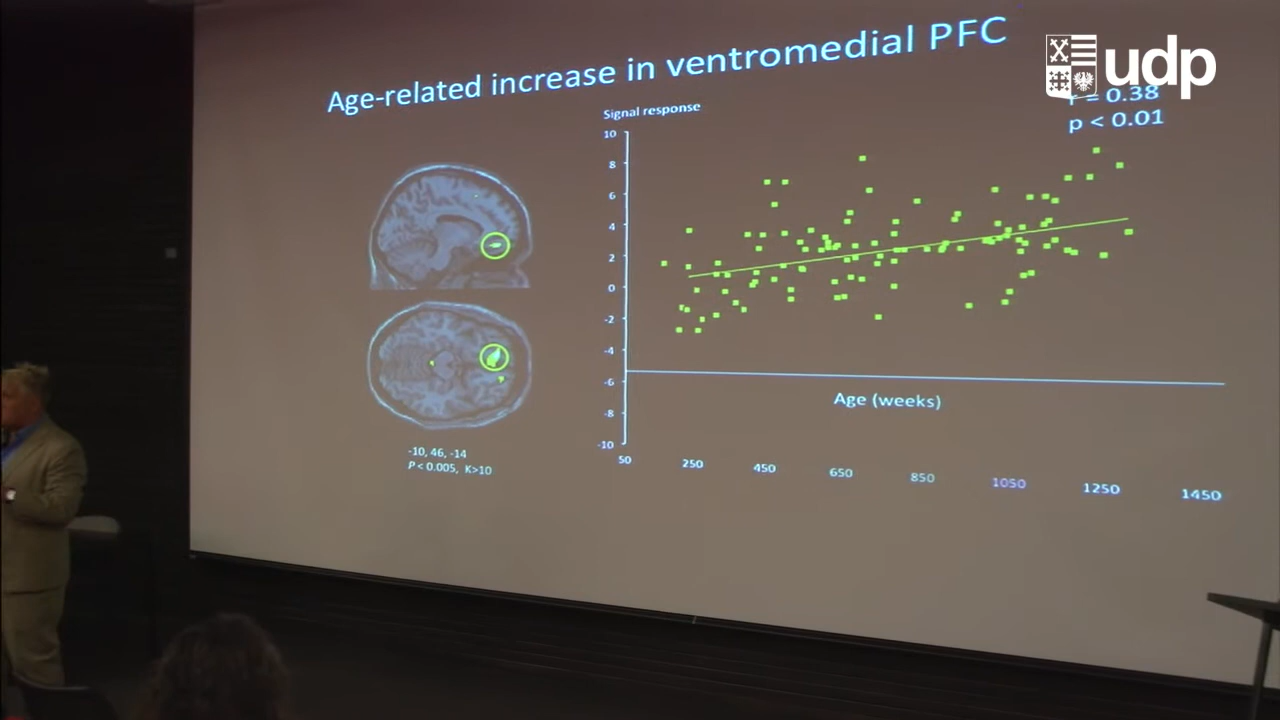 Age-related increase in ventromedial PFC
udp
r = 0.38
p < 0.01
Signal response
10
8
6
4
2
0
-2
-4
-6
-8
-10
Age (weeks)
50 250 450 650 850 1050 1250 1450
-10, 46, -14
P < 0.005, K>10